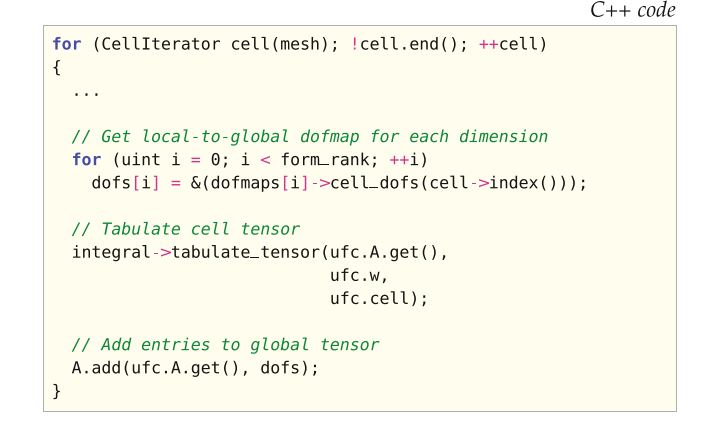 C++ code
for (CellIterator cell(mesh); !cell.end(); ++cell)
{
  ...

  // Get local-to-global dofmap for each dimension
  for (uint i = 0; i < form_rank; ++i)
    dofs[i] = &(dofmaps[i]->cell_dofs(cell->index()));

  // Tabulate cell tensor
  integral->tabulate_tensor(ufc.A.get(),
                            ufc.w,
                            ufc.cell);

  // Add entries to global tensor
  A.add(ufc.A.get(), dofs);
}